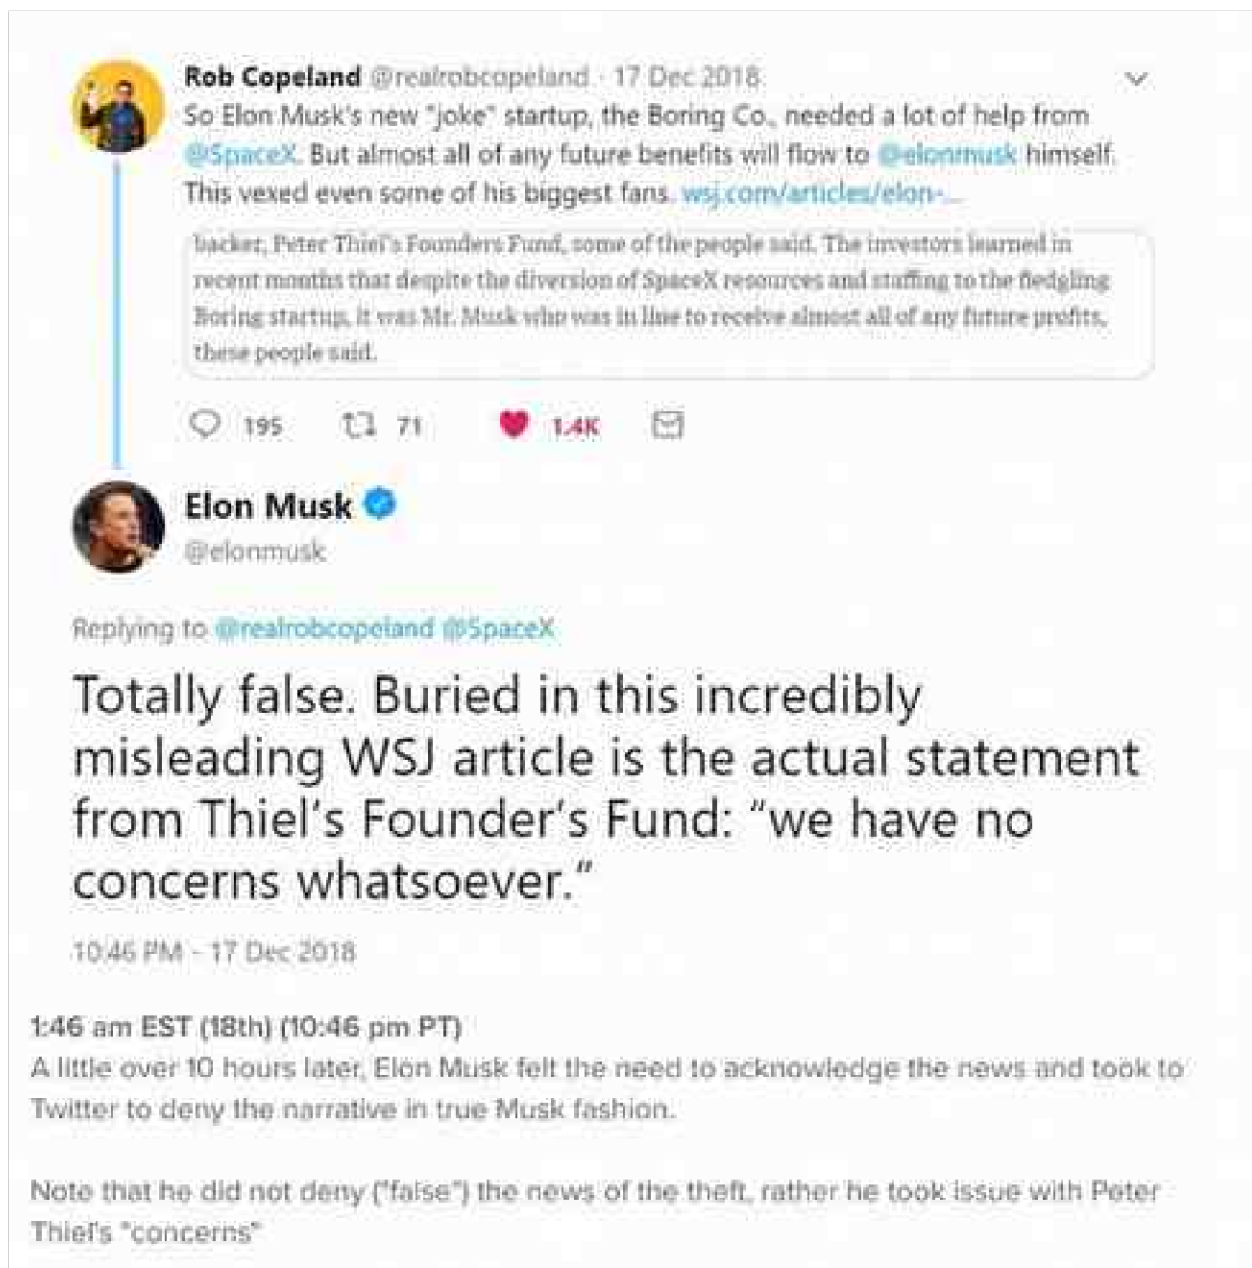 Rob Copeland @realrobcopeland · 17 Dec 2018
So Elon Musk's new "joke" startup, the Boring Co., needed a lot of help from
@SpaceX. But almost all of any future benefits will flow to @elonmusk himself.
This vexed even some of his biggest fans. wsj.com/articles/elon-...
backer, Peter Thiel's Founders Fund, some of the people said. The investors learned in
recent months that despite the diversion of SpaceX resources and staffing to the fledgling
Boring startup, it was Mr. Musk who was in line to receive almost all of any future profits,
these people said.
195 71 1.4K
Elon Musk
@elonmusk
Replying to @realrobcopeland @SpaceX
Totally false. Buried in this incredibly
misleading WSJ article is the actual statement
from Thiel's Founder's Fund: "we have no
concerns whatsoever."
10:46 PM - 17 Dec 2018
1:46 am EST (18th) (10:46 pm PT)
A little over 10 hours later, Elon Musk felt the need to acknowledge the news and took to
Twitter to deny the narrative in true Musk fashion.
Note that he did not deny ("false") the news of the theft, rather he took issue with Peter
Thiel's "concerns"